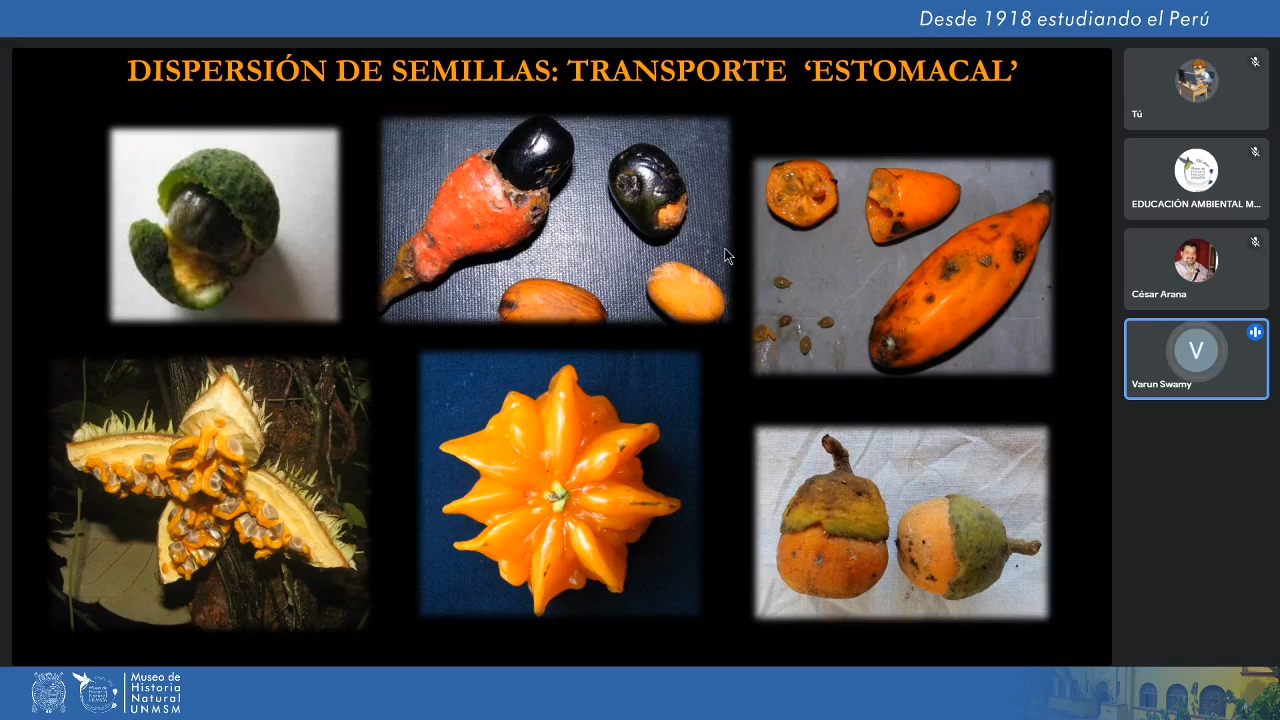 Desde 1918 estudiando el Perú
DISPERSIÓN DE SEMILLAS: TRANSPORTE ‘ESTOMACAL’
Tú
EDUCACIÓN AMBIENTAL M...
César Arana
V
Varun Swamy
Museo de
Historia
Natural
UNMSM